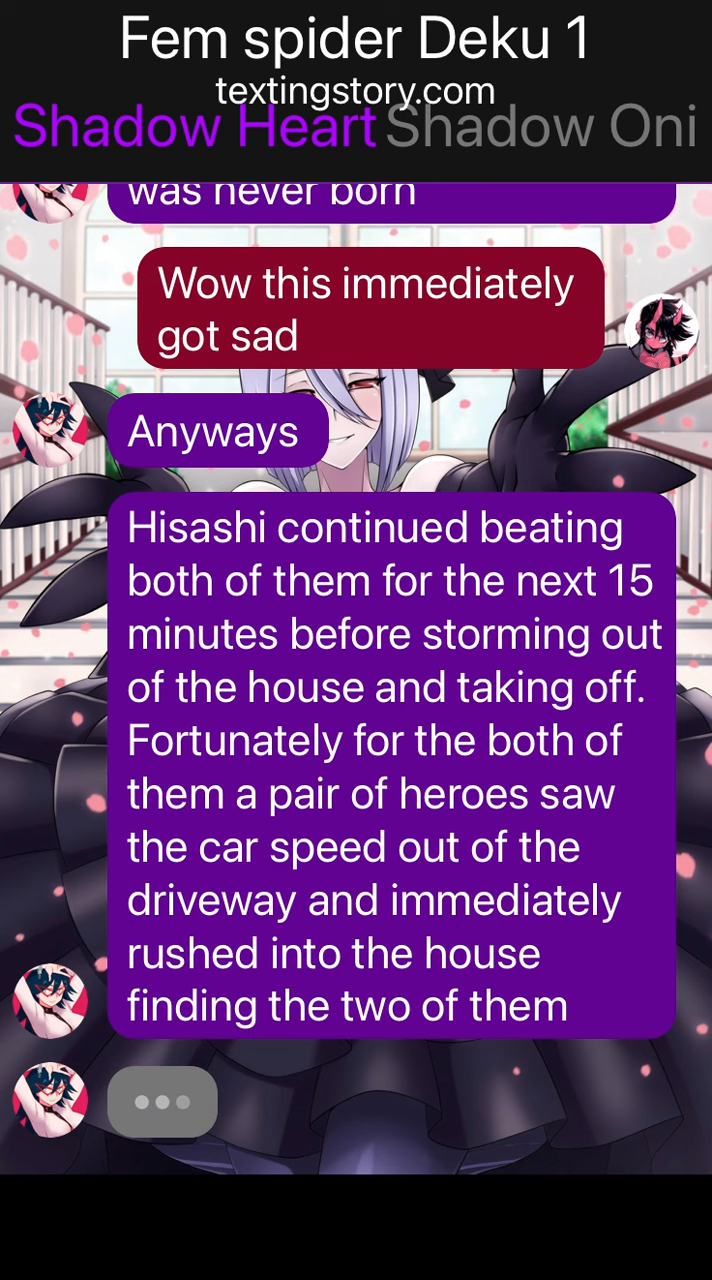 Fem spider Deku 1
textingstory.com
Shadow Heart Shadow Oni
was never born
Wow this immediately
got sad
Anyways
Hisashi continued beating
both of them for the next 15
minutes before storming out
of the house and taking off.
Fortunately for the both of
them a pair of heroes saw
the car speed out of the
driveway and immediately
rushed into the house
finding the two of them